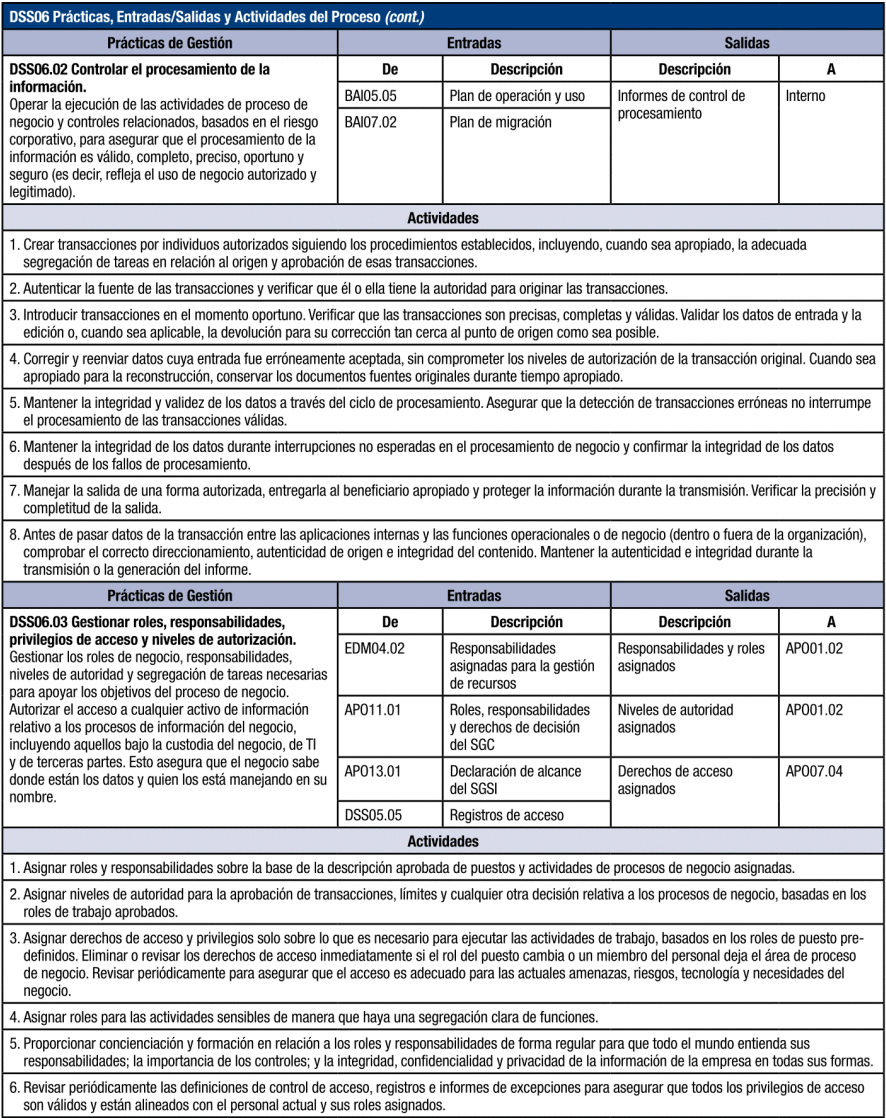 DSS06 Prácticas, Entradas/Salidas y Actividades del Proceso (cont.)
Prácticas de Gestión Entradas Salidas
DSS06.02 Controlar el procesamiento de la
información.
Operar la ejecución de las actividades de proceso de
negocio y controles relacionados, basados en el riesgo
corporativo, para asegurar que el procesamiento de la
información es válido, completo, preciso, oportuno y
seguro (es decir, refleja el uso de negocio autorizado y
legitimado).
De Descripción Descripción A
BAI05.05 Plan de operación y uso Informes de control de
procesamiento Interno
BAI07.02 Plan de migración
Actividades
1. Crear transacciones por individuos autorizados siguiendo los procedimientos establecidos, incluyendo, cuando sea apropiado, la adecuada
segregación de tareas en relación al origen y aprobación de esas transacciones.
2. Autenticar la fuente de las transacciones y verificar que él o ella tiene la autoridad para originar las transacciones.
3. Introducir transacciones en el momento oportuno. Verificar que las transacciones son precisas, completas y válidas. Validar los datos de entrada y la
edición o, cuando sea aplicable, la devolución para su corrección tan cerca al punto de origen como sea posible.
4. Corregir y reenviar datos cuya entrada fue erróneamente aceptada, sin comprometer los niveles de autorización de la transacción original. Cuando sea
apropiado para la reconstrucción, conservar los documentos fuentes originales durante tiempo apropiado.
5. Mantener la integridad y validez de los datos a través del ciclo de procesamiento. Asegurar que la detección de transacciones erróneas no interrumpe
el procesamiento de las transacciones válidas.
6. Mantener la integridad de los datos durante interrupciones no esperadas en el procesamiento de negocio y confirmar la integridad de los datos
después de los fallos de procesamiento.
7. Manejar la salida de una forma autorizada, entregarla al beneficiario apropiado y proteger la información durante la transmisión. Verificar la precisión y
completitud de la salida.
8. Antes de pasar datos de la transacción entre las aplicaciones internas y las funciones operacionales o de negocio (dentro o fuera de la organización),
comprobar el correcto direccionamiento, autenticidad de origen e integridad del contenido. Mantener la autenticidad e integridad durante la
transmisión o la generación del informe.
Prácticas de Gestión Entradas Salidas
DSS06.03 Gestionar roles, responsabilidades,
privilegios de acceso y niveles de autorización.
Gestionar los roles de negocio, responsabilidades,
niveles de autoridad y segregación de tareas necesarias
para apoyar los objetivos del proceso de negocio.
Autorizar el acceso a cualquier activo de información
relativo a los procesos de información del negocio,
incluyendo aquellos bajo la custodia del negocio, de TI
y de terceras partes. Esto asegura que el negocio sabe
donde están los datos y quien los está manejando en su
nombre.
De Descripción Descripción A
EDM04.02 Responsabilidades
asignadas para la gestión
de recursos Responsabilidades y roles
asignados APO01.02
APO11.01 Roles, responsabilidades
y derechos de decisión
del SGC Niveles de autoridad
asignados APO01.02
APO13.01 Declaración de alcance
del SGSI Derechos de acceso
asignados APO07.04
DSS05.05 Registros de acceso
Actividades
1. Asignar roles y responsabilidades sobre la base de la descripción aprobada de puestos y actividades de procesos de negocio asignadas.
2. Asignar niveles de autoridad para la aprobación de transacciones, límites y cualquier otra decisión relativa a los procesos de negocio, basadas en los
roles de trabajo aprobados.
3. Asignar derechos de acceso y privilegios solo sobre lo que es necesario para ejecutar las actividades de trabajo, basados en los roles de puesto pre-
definidos. Eliminar o revisar los derechos de acceso inmediatamente si el rol del puesto cambia o un miembro del personal deja el área de proceso
de negocio. Revisar periódicamente para asegurar que el acceso es adecuado para las actuales amenazas, riesgos, tecnología y necesidades del
negocio.
4. Asignar roles para las actividades sensibles de manera que haya una segregación clara de funciones.
5. Proporcionar concienciación y formación en relación a los roles y responsabilidades de forma regular para que todo el mundo entienda sus
responsabilidades; la importancia de los controles; y la integridad, confidencialidad y privacidad de la información de la empresa en todas sus formas.
6. Revisar periódicamente las definiciones de control de acceso, registros e informes de excepciones para asegurar que todos los privilegios de acceso
son válidos y están alineados con el personal actual y sus roles asignados.